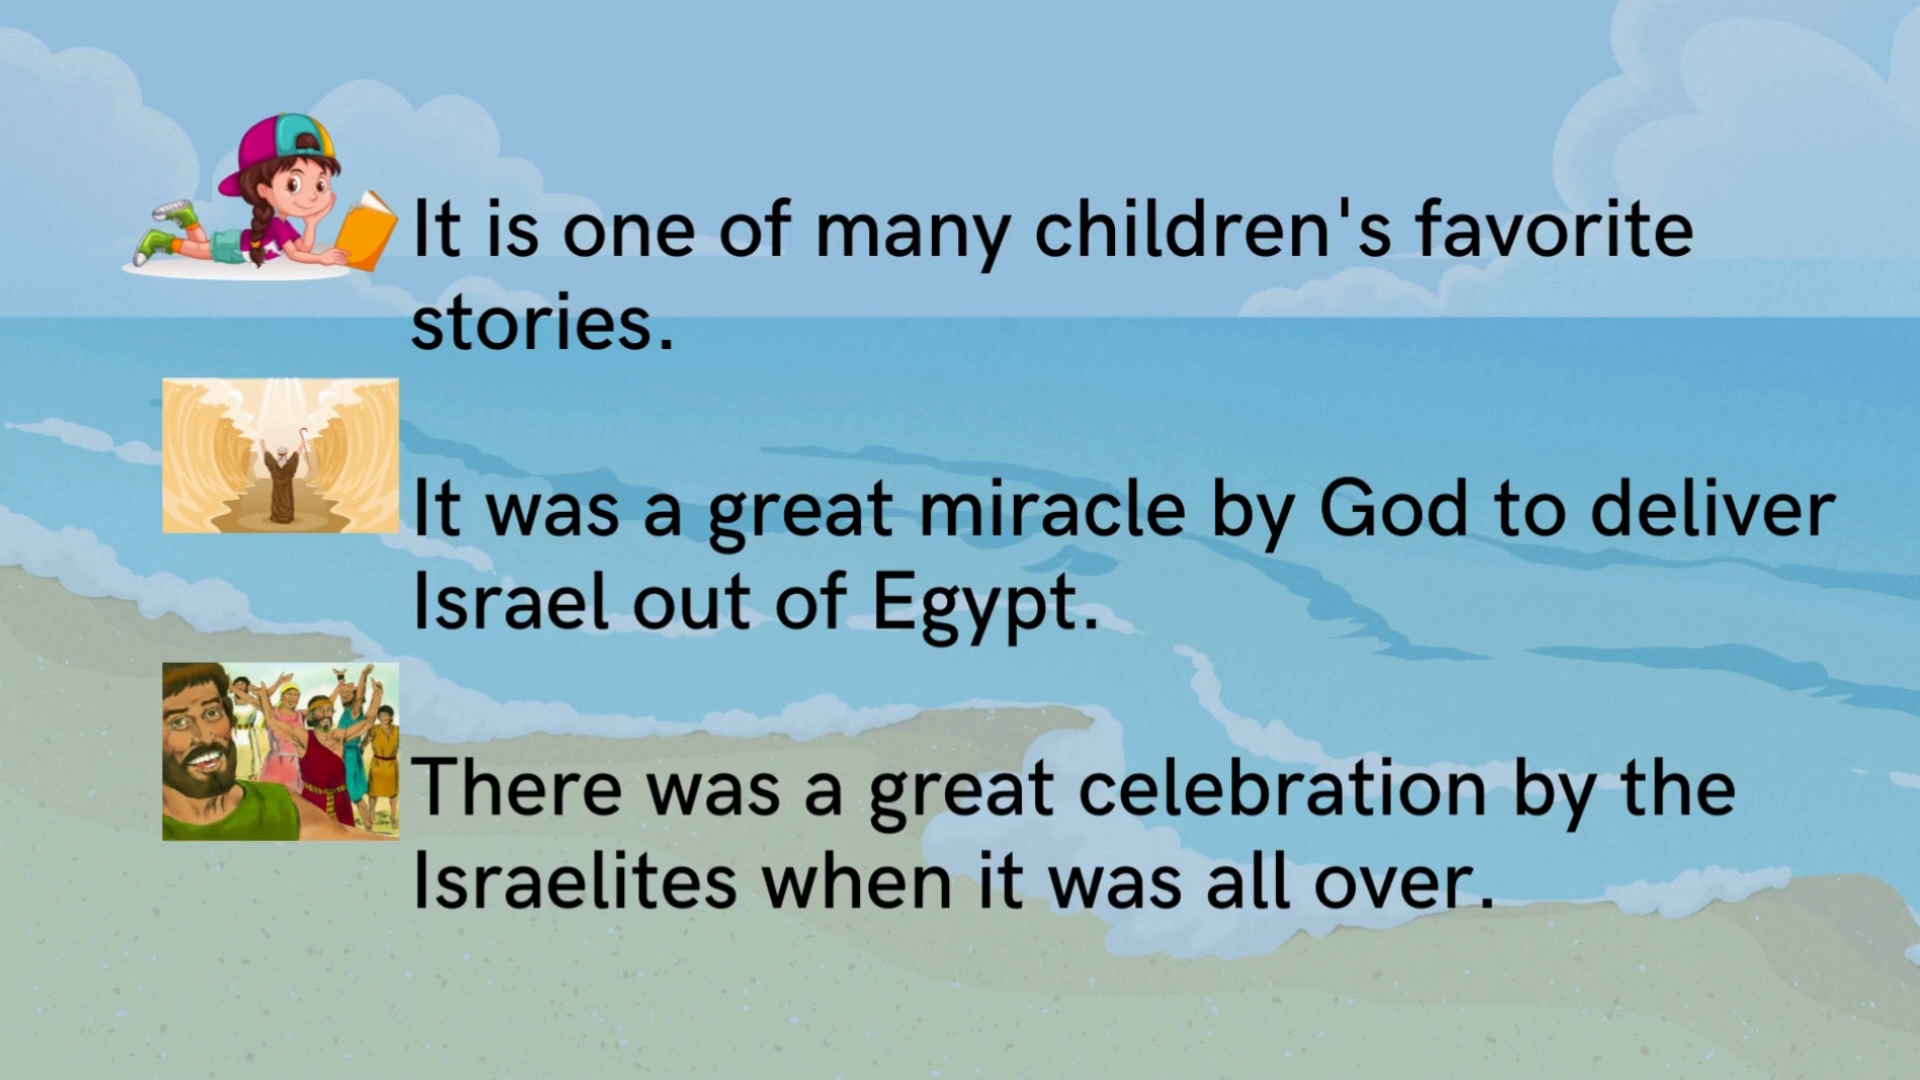 It is one of many children's favorite
stories.
It was a great miracle by God to deliver
Israel out of Egypt.
There was a great celebration by the
Israelites when it was all over.